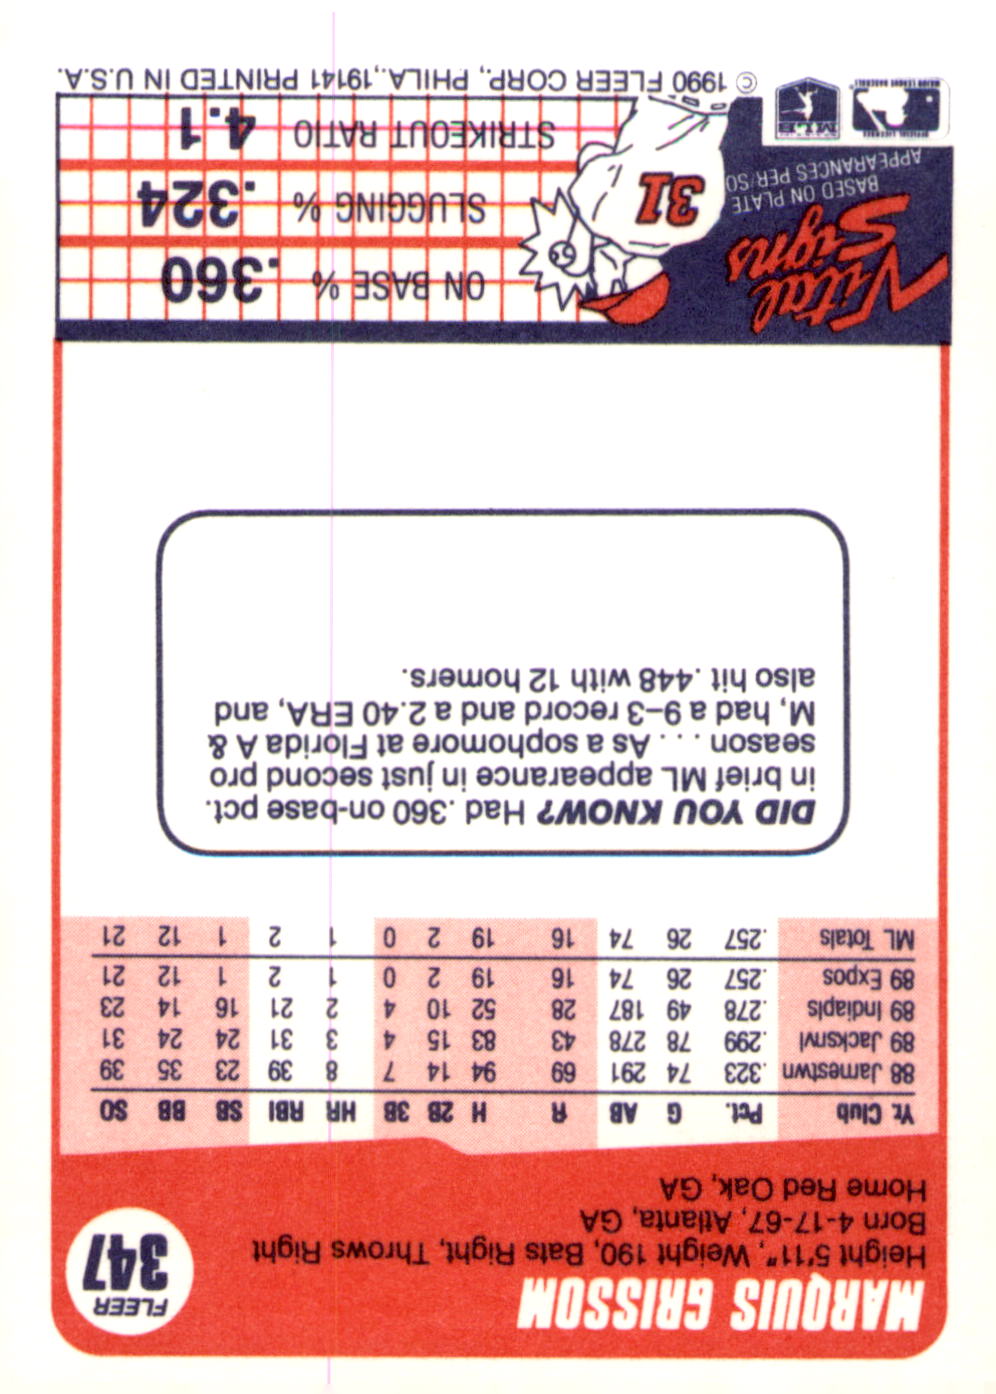 FLEER
347
MARQUIS GRISSOM
Height 5'11", Weight 190, Bats Right, Throws Right
Born 4-17-67, Atlanta, GA
Home Red Oak, GA
Yr. Club Pct. G AB R H 2B 3B HR RBI SB BB SO
88 Jamestwn .323 74 291 69 94 14 7 8 39 23 35 39
89 Jacksnvl .299 78 278 43 83 15 4 3 31 24 24 31
89 Indiaplis .278 49 187 28 52 10 4 2 21 16 14 23
89 Expos .257 26 74 16 19 2 0 1 2 1 12 21
ML Totals .257 26 74 16 19 2 0 1 2 1 12 21
DID YOU KNOW? Had .360 on-base pct.
in brief ML appearance in just second pro
season . . . As a sophomore at Florida A &
M, had a 9-3 record and a 2.40 ERA, and
also hit .448 with 12 homers.
Vital
Signs
BASED ON PLATE
APPEARANCES PER/SO
31
ON BASE % .360
SLUGGING % .324
STRIKEOUT RATIO 4.1
OFFICIAL LICENSEE
MAJOR LEAGUE BASEBALL
MLB
© 1990 FLEER CORP., PHILA., 19141 PRINTED IN U.S.A.